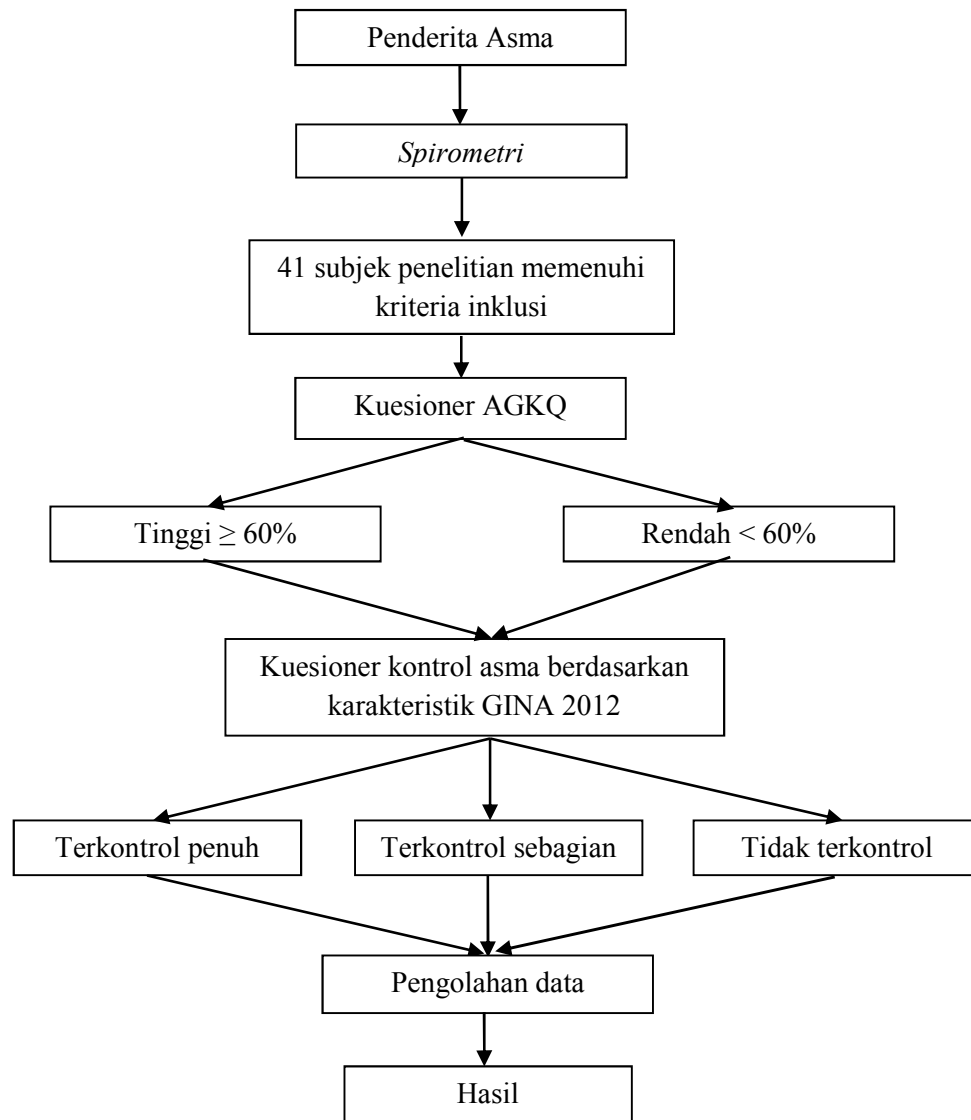 Penderita Asma
Spirometri
41 subjek penelitian memenuhi
kriteria inklusi
Kuesioner AGKQ
Tinggi ≥ 60%
Rendah < 60%
Kuesioner kontrol asma berdasarkan
karakteristik GINA 2012
Terkontrol penuh
Terkontrol sebagian
Tidak terkontrol
Pengolahan data
Hasil